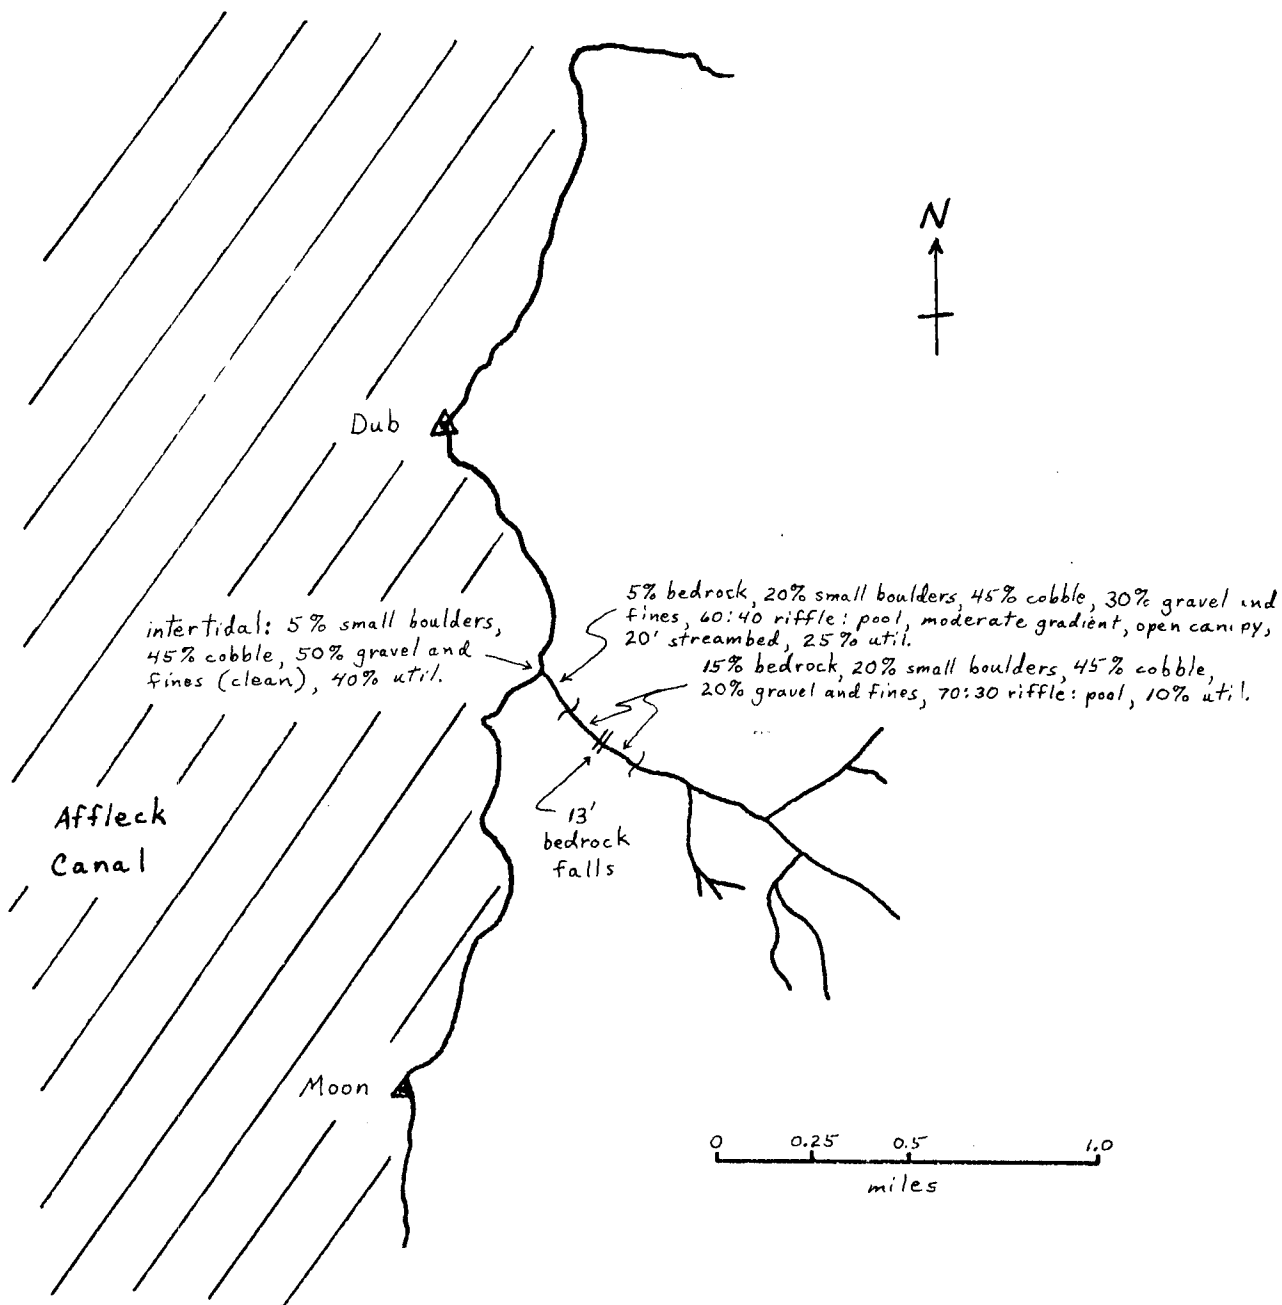 N
Dub
5% bedrock, 20% small boulders, 45% cobble, 30% gravel and
fines, 60:40 riffle: pool, moderate gradient, open canipy,
20' streambed, 25% util.
intertidal: 5% small boulders,
45% cobble, 50% gravel and
fines (clean), 40% util.
15% bedrock, 20% small boulders, 45% cobble,
20% gravel and fines, 70:30 riffle: pool, 10% util.
Affleck
Canal
13'
bedrock
falls
Moon
0 0.25 0.5 1.0
miles